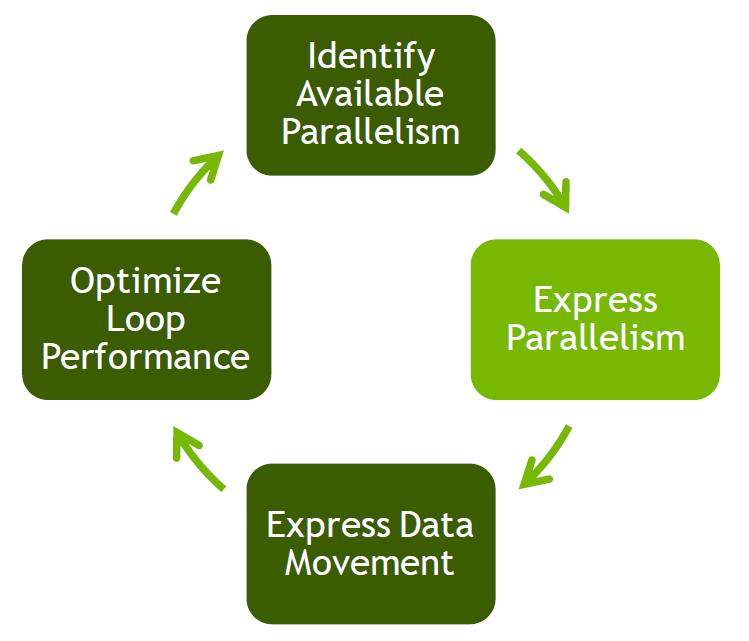 Identify
Available
Parallelism
Optimize
Loop
Performance
Express
Parallelism
Express Data
Movement